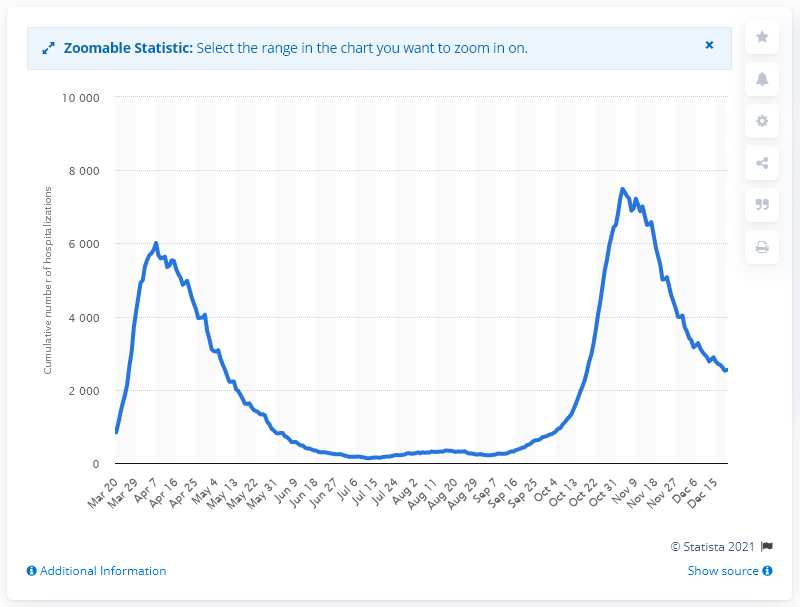 Zoomable Statistic: Select the range in the chart you want to zoom in on.
×
Cumulative number of hospitalizations
10 000
8 000
6 000
4 000
2 000
0
Mar 20
Mar 29
Apr 7
Apr 16
Apr 25
May 4
May 13
May 22
May 31
Jun 9
Jun 18
Jun 27
Jul 6
Jul 15
Jul 24
Aug 2
Aug 11
Aug 20
Aug 29
Sep 7
Sep 16
Sep 25
Oct 4
Oct 13
Oct 22
Oct 31
Nov 9
Nov 18
Nov 27
Dec 6
Dec 15
© Statista 2021
Additional Information
Show source